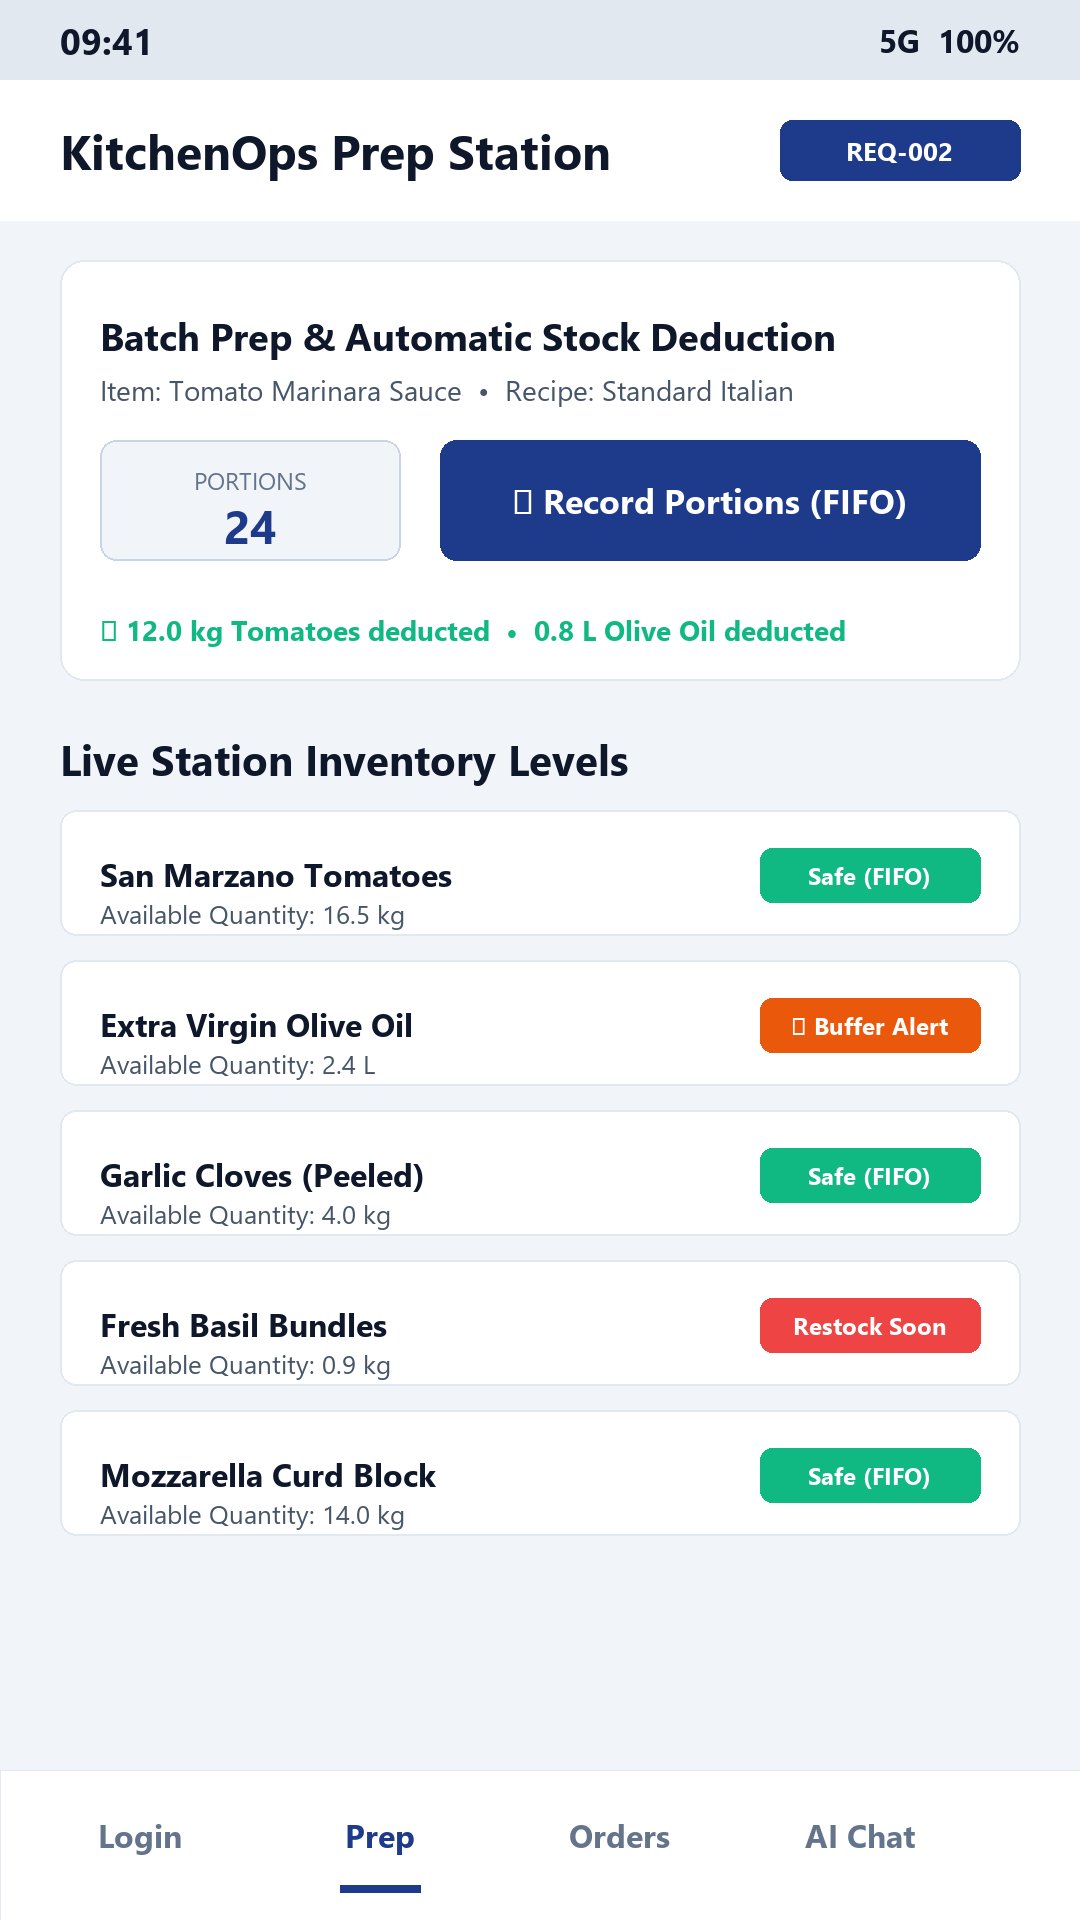 09:41
5G 100%
KitchenOps Prep Station
REQ-002
Batch Prep & Automatic Stock Deduction
Item: Tomato Marinara Sauce • Recipe: Standard Italian
PORTIONS
24
Record Portions (FIFO)
12.0 kg Tomatoes deducted • 0.8 L Olive Oil deducted
Live Station Inventory Levels
San Marzano Tomatoes
Available Quantity: 16.5 kg
Safe (FIFO)
Extra Virgin Olive Oil
Available Quantity: 2.4 L
Buffer Alert
Garlic Cloves (Peeled)
Available Quantity: 4.0 kg
Safe (FIFO)
Fresh Basil Bundles
Available Quantity: 0.9 kg
Restock Soon
Mozzarella Curd Block
Available Quantity: 14.0 kg
Safe (FIFO)
Login
Prep
Orders
AI Chat